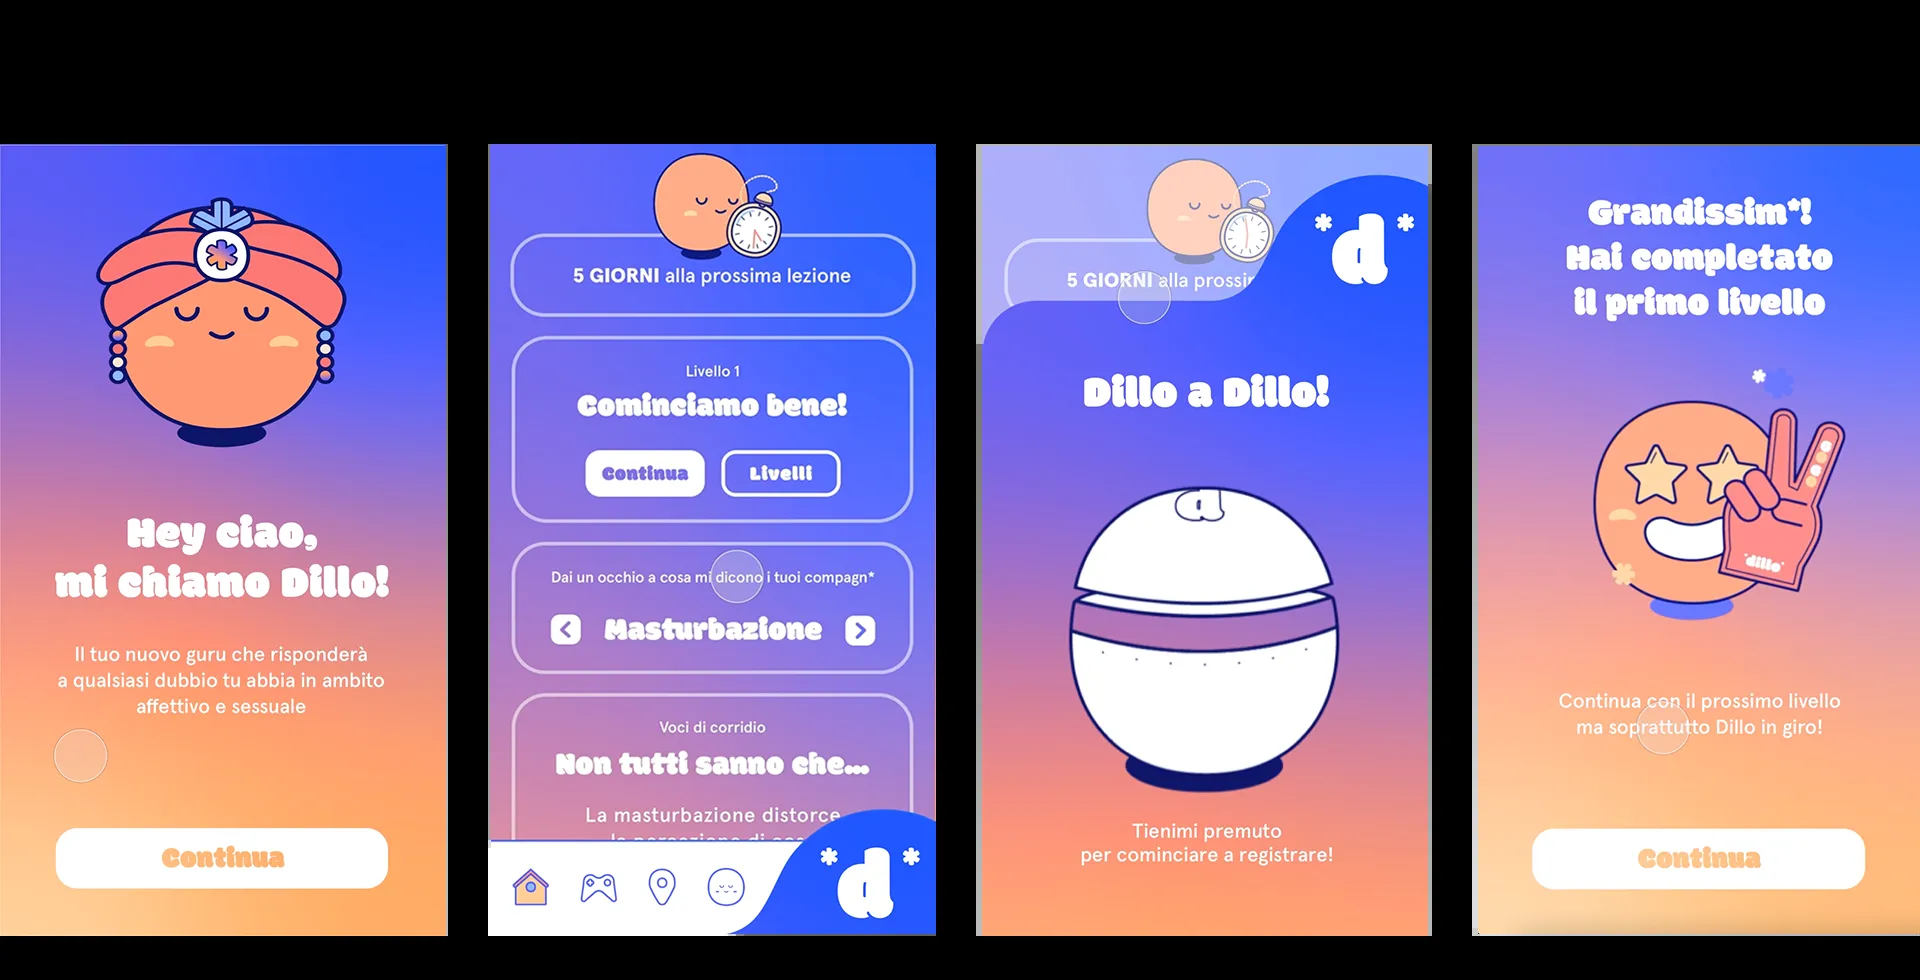 Hey ciao,
mi chiamo Dillo!
Il tuo nuovo guru che risponderà
a qualsiasi dubbio tu abbia in ambito
affettivo e sessuale
Continua
5 GIORNI alla prossima lezione
Livello 1
Cominciamo bene!
Continua
Livelli
Dai un occhio a cosa mi dicono i tuoi compagn*
Masturbazione
Voci di corridio
Non tutti sanno che...
La masturbazione distorce
la percezione di
*d*
5 GIORNI alla prossi
*d*
Dillo a Dillo!
d
Tienimi premuto
per cominciare a registrare!
Grandissim*!
Hai completato
il primo livello
*dillo*
Continua con il prossimo livello
ma soprattutto Dillo in giro!
Continua